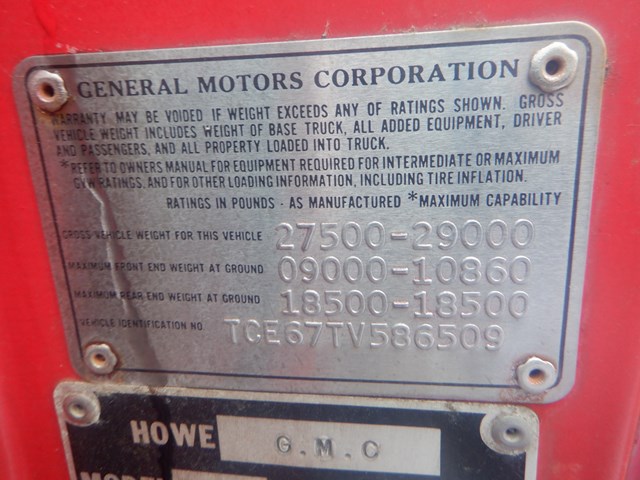 GENERAL MOTORS CORPORATION
WARRANTY MAY BE VOIDED IF WEIGHT EXCEEDS ANY OF RATINGS SHOWN. GROSS
VEHICLE WEIGHT INCLUDES WEIGHT OF BASE TRUCK, ALL ADDED EQUIPMENT, DRIVER
AND PASSENGERS, AND ALL PROPERTY LOADED INTO TRUCK.
*REFER TO OWNERS MANUAL FOR EQUIPMENT REQUIRED FOR INTERMEDIATE OR MAXIMUM
GVW RATINGS, AND FOR OTHER LOADING INFORMATION, INCLUDING TIRE INFLATION.
RATINGS IN POUNDS - AS MANUFACTURED *MAXIMUM CAPABILITY
GROSS VEHICLE WEIGHT FOR THIS VEHICLE 27500-29000
MAXIMUM FRONT END WEIGHT AT GROUND 09000-10860
MAXIMUM REAR END WEIGHT AT GROUND 18500-18500
VEHICLE IDENTIFICATION NO. TCE67TV586509
HOWE G.M.C
MODEL